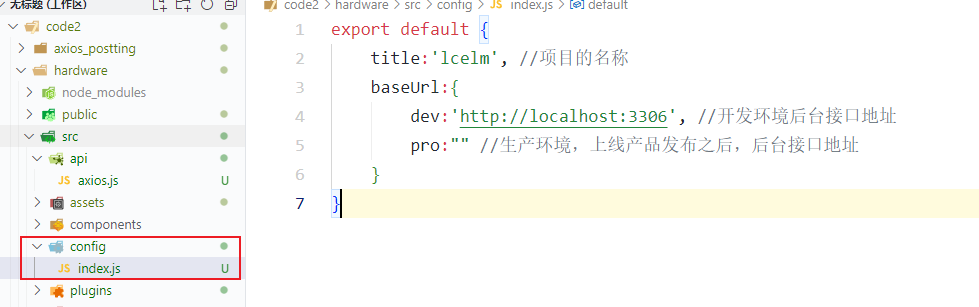 无标题 (工作区)
code2
axios_postting
hardware
node_modules
public
src
api
JS axios.js U
assets
components
config
JS index.js U
plugins
code2 > hardware > src > config > JS index.js > default
1 export default {
2 title:'lcelm', //项目的名称
3 baseUrl:{
4 dev:'http://localhost:3306', //开发环境后台接口地址
5 pro:"" //生产环境，上线产品发布之后，后台接口地址
6 }
7 }